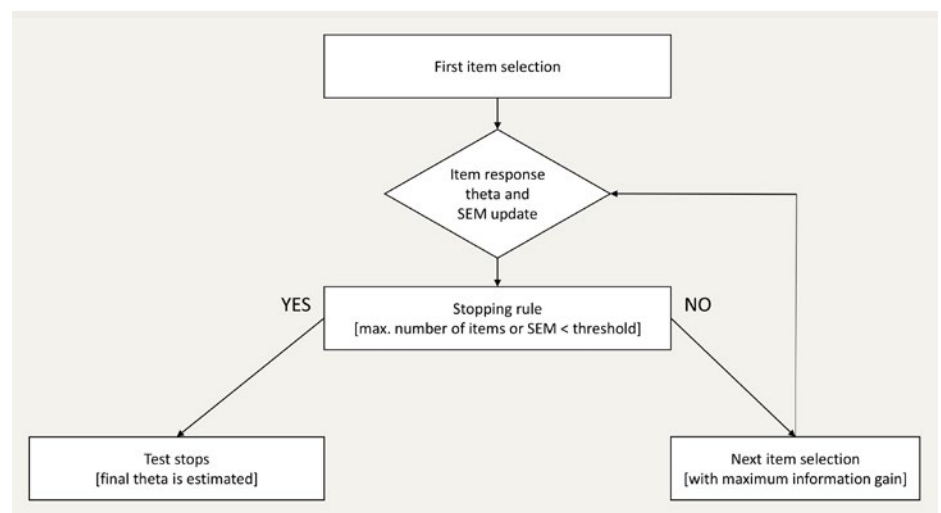 First item selection
Item response
theta and
SEM update
YES
Stopping rule
[max. number of items or SEM < threshold]
NO
Test stops
[final theta is estimated]
Next item selection
[with maximum information gain]